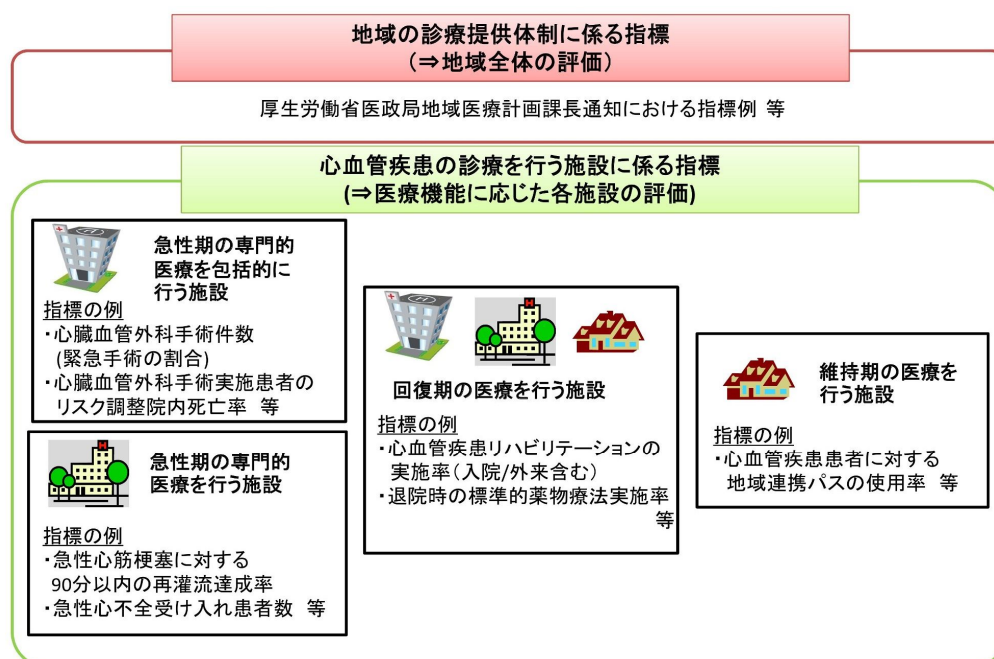 地域の診療提供体制に係る指標
(⇒地域全体の評価)
厚生労働省医政局地域医療計画課長通知における指標例 等
心血管疾患の診療を行う施設に係る指標
(⇒医療機能に応じた各施設の評価)
急性期の専門的
医療を包括的に
行う施設
指標の例
・心臓血管外科手術件数
(緊急手術の割合)
・心臓血管外科手術実施患者の
リスク調整院内死亡率 等
急性期の専門的
医療を行う施設
指標の例
・急性心筋梗塞に対する
90分以内の再灌流達成率
・急性心不全受け入れ患者数 等
回復期の医療を行う施設
指標の例
・心血管疾患リハビリテーションの
実施率(入院/外来含む)
・退院時の標準的薬物療法実施率
等
維持期の医療を
行う施設
指標の例
・心血管疾患患者に対する
地域連携パスの使用率 等